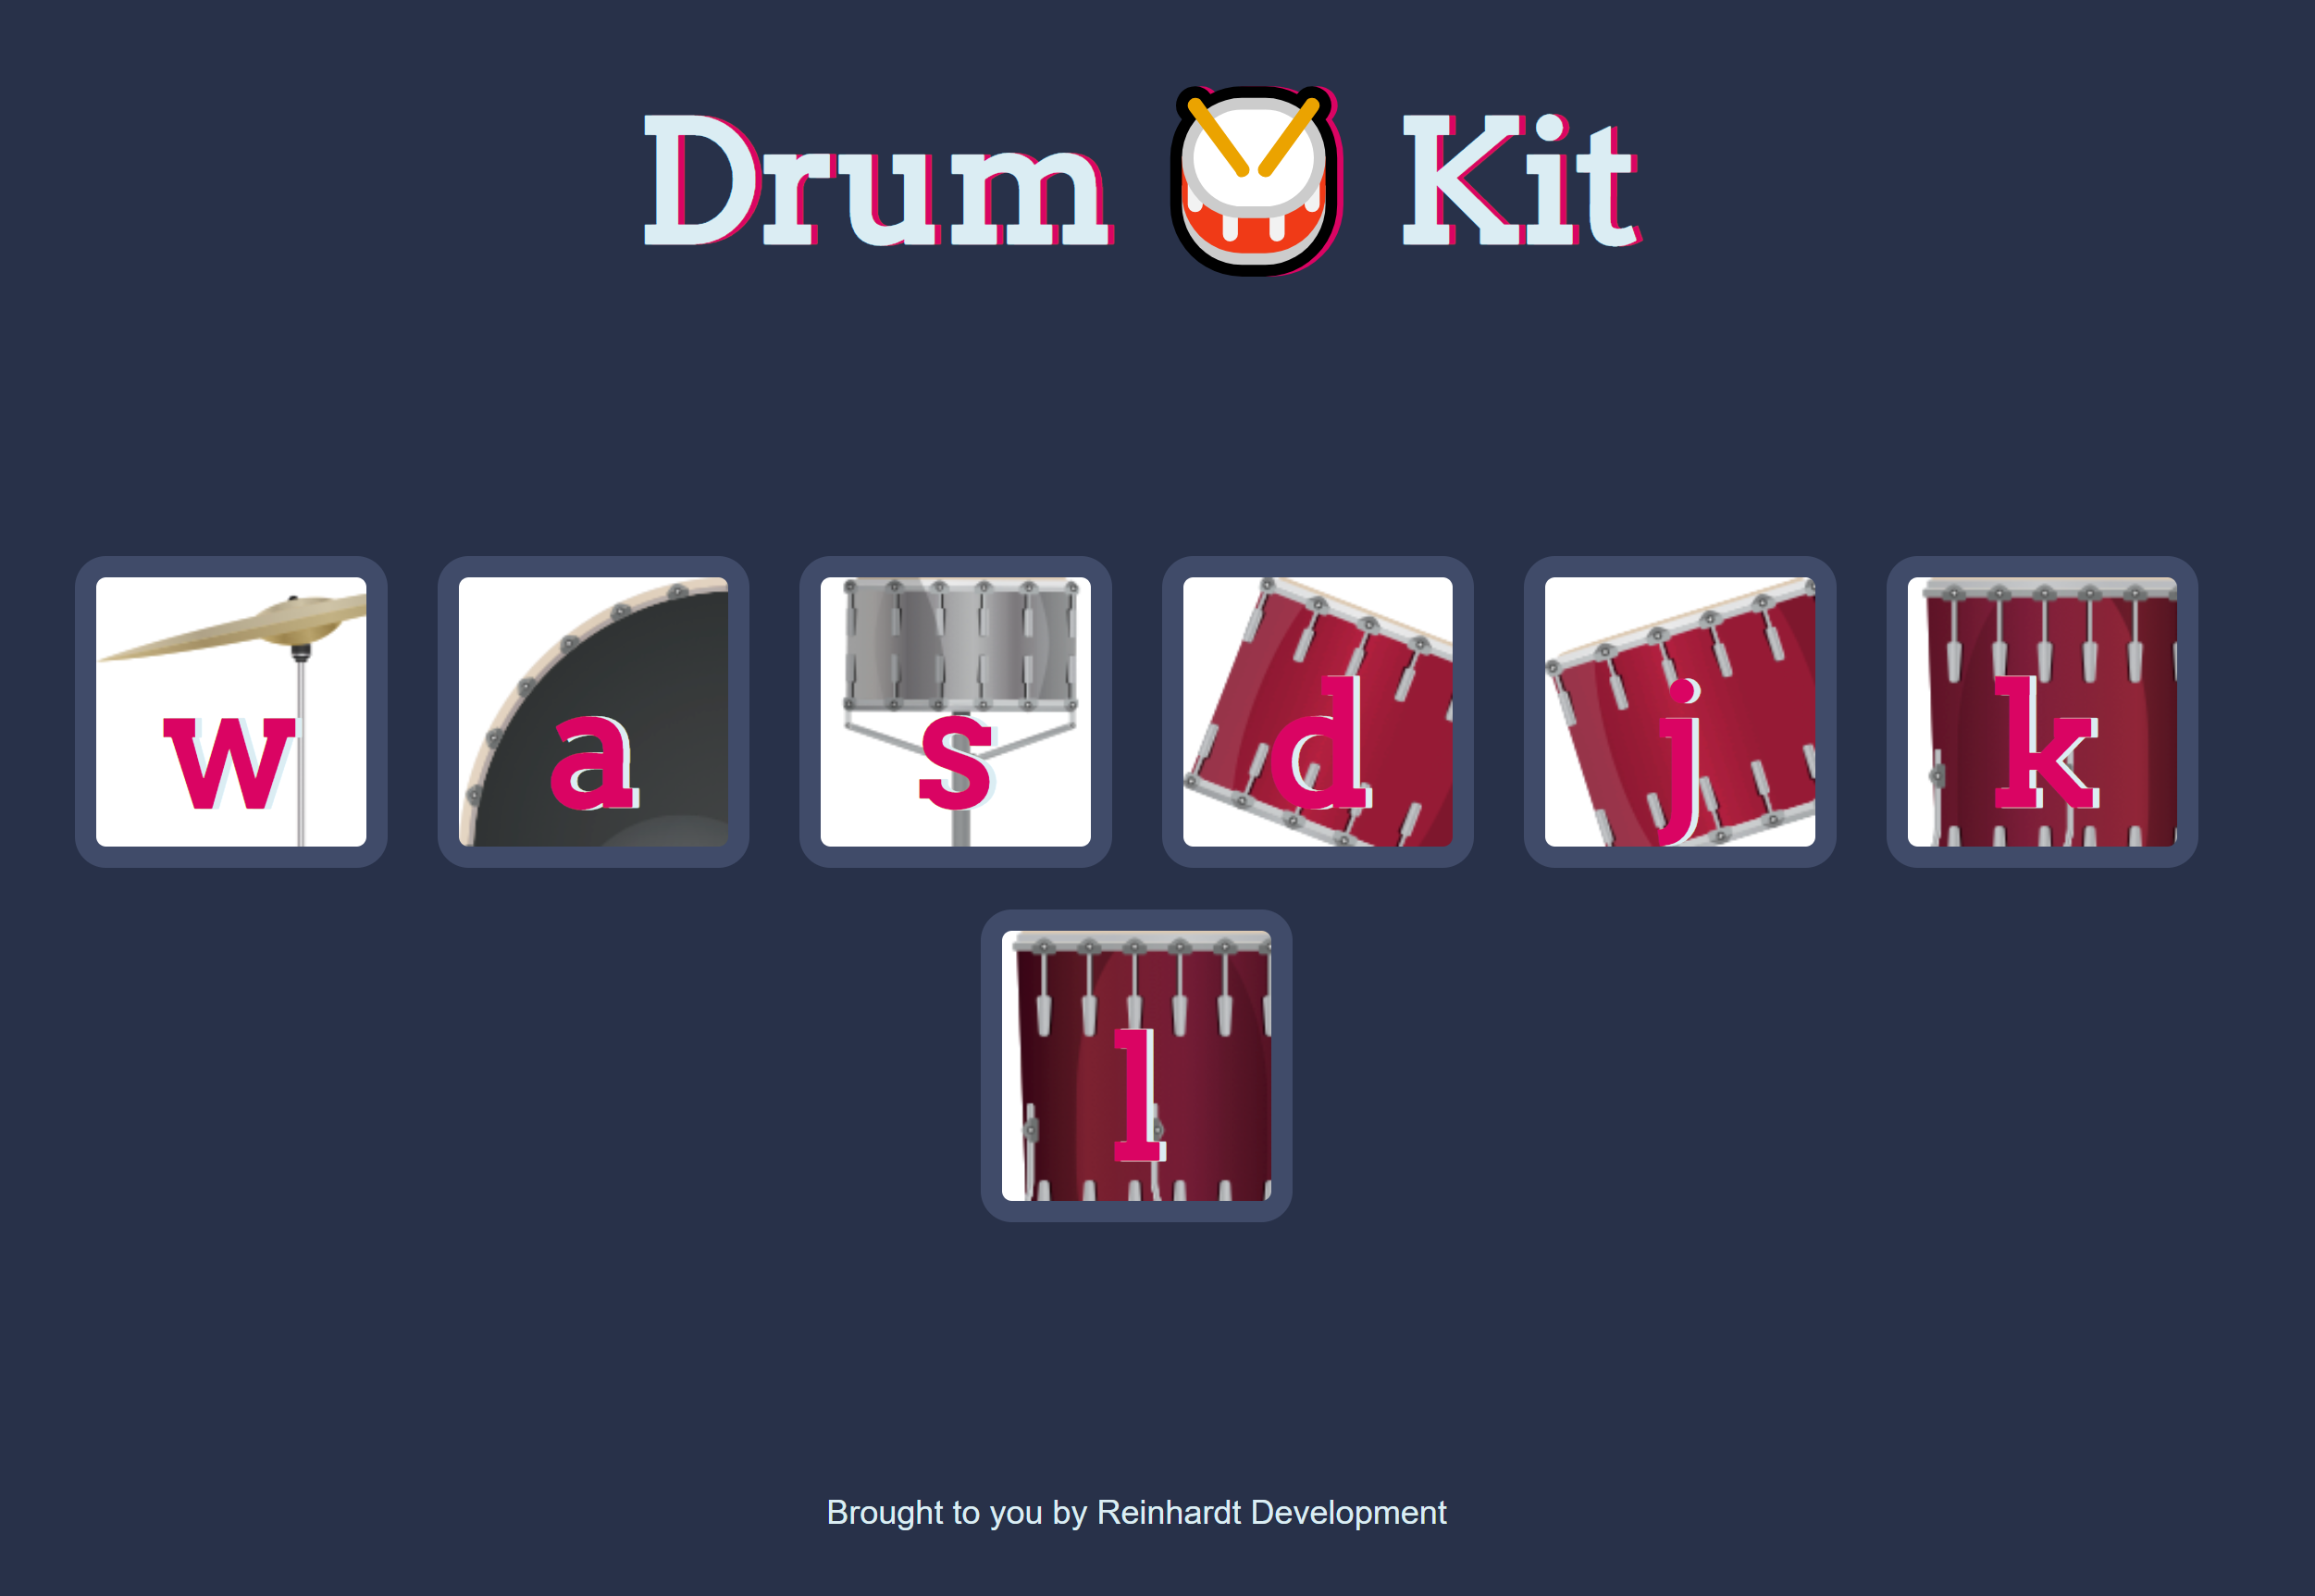 Drum 🥁 Kit
w a s d j k
l
Brought to you by Reinhardt Development